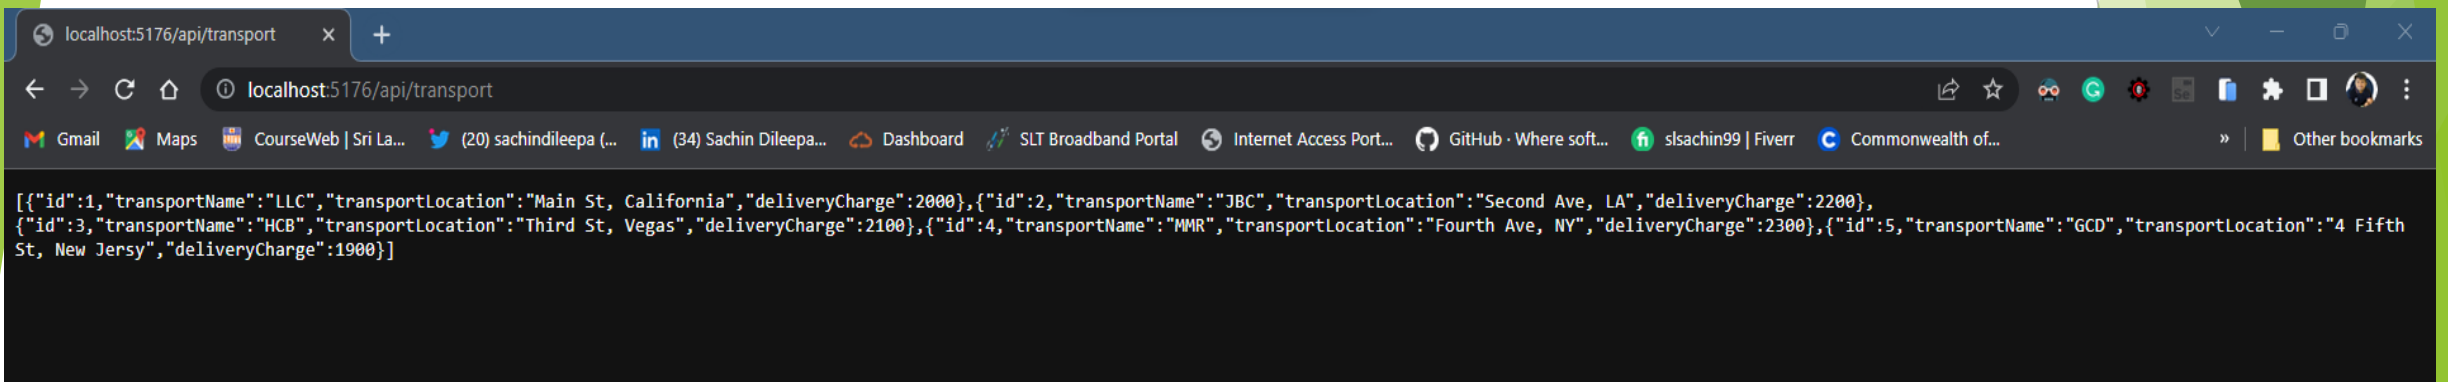 localhost:5176/api/transport
localhost:5176/api/transport
Gmail Maps CourseWeb | Sri La... (20) sachindileepa (... (34) Sachin Dileepa... Dashboard SLT Broadband Portal Internet Access Port... GitHub · Where soft... slsachin99 | Fiverr Commonwealth of... » Other bookmarks
[{"id":1,"transportName":"LLC","transportLocation":"Main St, California","deliveryCharge":2000},{"id":2,"transportName":"JBC","transportLocation":"Second Ave, LA","deliveryCharge":2200},
{"id":3,"transportName":"HCB","transportLocation":"Third St, Vegas","deliveryCharge":2100},{"id":4,"transportName":"MMR","transportLocation":"Fourth Ave, NY","deliveryCharge":2300},{"id":5,"transportName":"GCD","transportLocation":"4 Fifth
St, New Jersy","deliveryCharge":1900}]